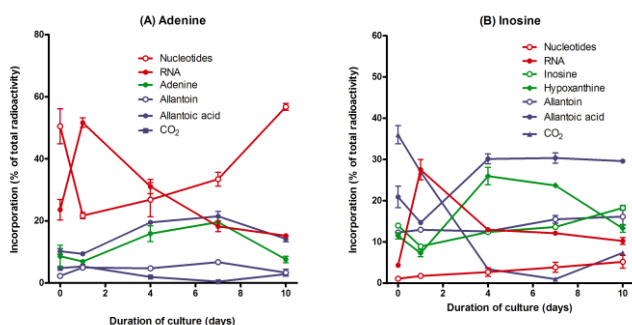 (A) Adenine
Incorporation (% of total radioactivity)
80
60
40
20
0
Nucleotides
RNA
Adenine
Allantoin
Allantoic acid
CO2
0 2 4 6 8 10
Duration of culture (days)
(B) Inosine
Incorporation (% of total radioactivity)
60
50
40
30
20
10
0
Nucleotides
RNA
Inosine
Hypoxanthine
Allantoin
Allantoic acid
CO2
0 2 4 6 8 10
Duration of culture (days)